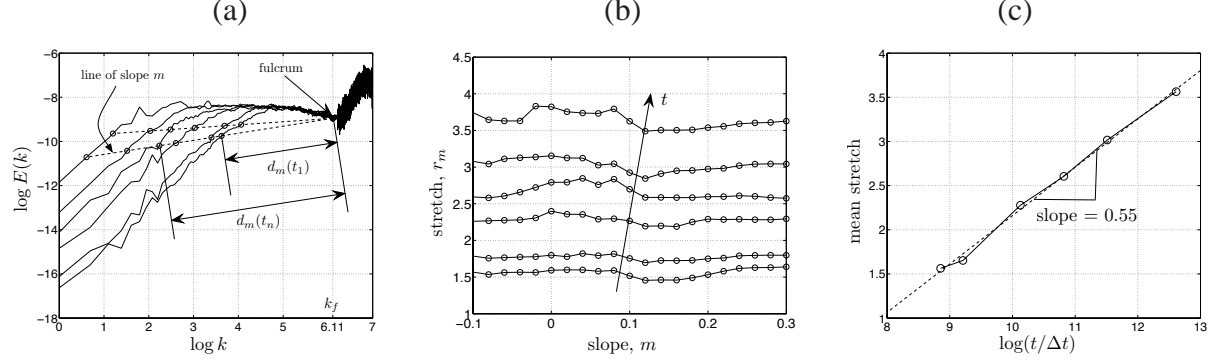 (a)
−6
−8
−10
−12
−14
−16
−18
log E(k)
line of slope m
fulcrum
d_m(t_1)
d_m(t_n)
k_f
0 1 2 3 4 5 6.11 7
log k
(b)
4.5
4
3.5
3
2.5
2
1.5
1
stretch, r_m
t
−0.1 0 0.1 0.2 0.3
slope, m
(c)
4
3.5
3
2.5
2
1.5
1
mean stretch
slope = 0.55
8 9 10 11 12 13
log(t/Δt)